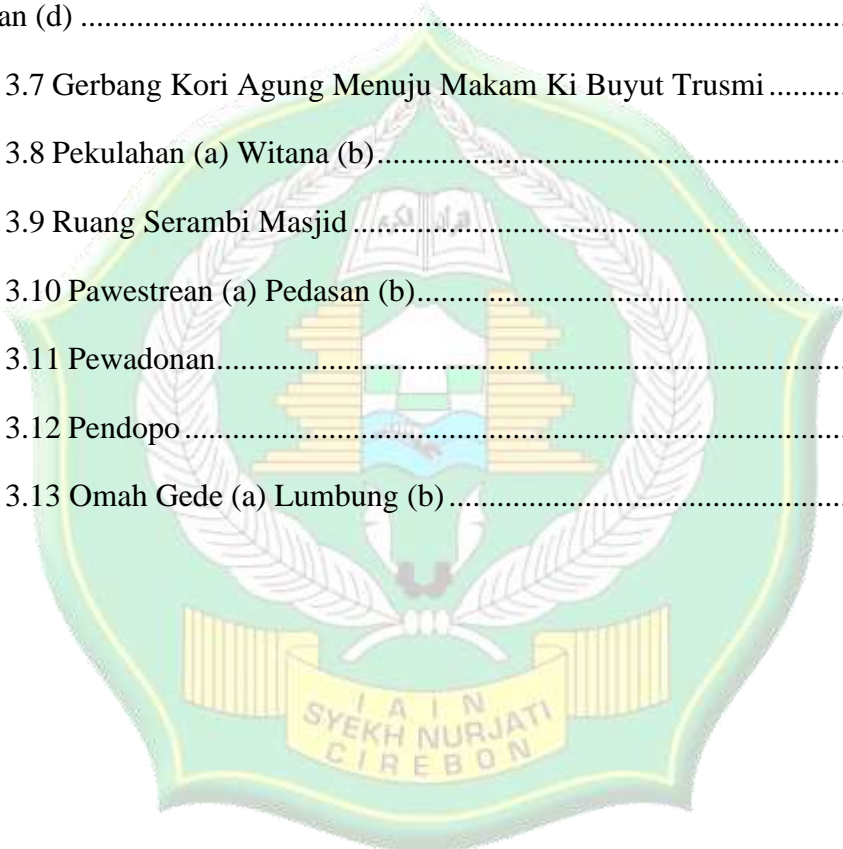 an (d) ....................................................................................................
3.7 Gerbang Kori Agung Menuju Makam Ki Buyut Trusmi ..........
3.8 Pekulahan (a) Witana (b)..........................................................
3.9 Ruang Serambi Masjid .............................................................
3.10 Pawestrean (a) Pedasan (b).....................................................
3.11 Pewadonan..............................................................................
3.12 Pendopo ..................................................................................
3.13 Omah Gede (a) Lumbung (b) .................................................
IAIN
SYEKH NURJATI
CIREBON